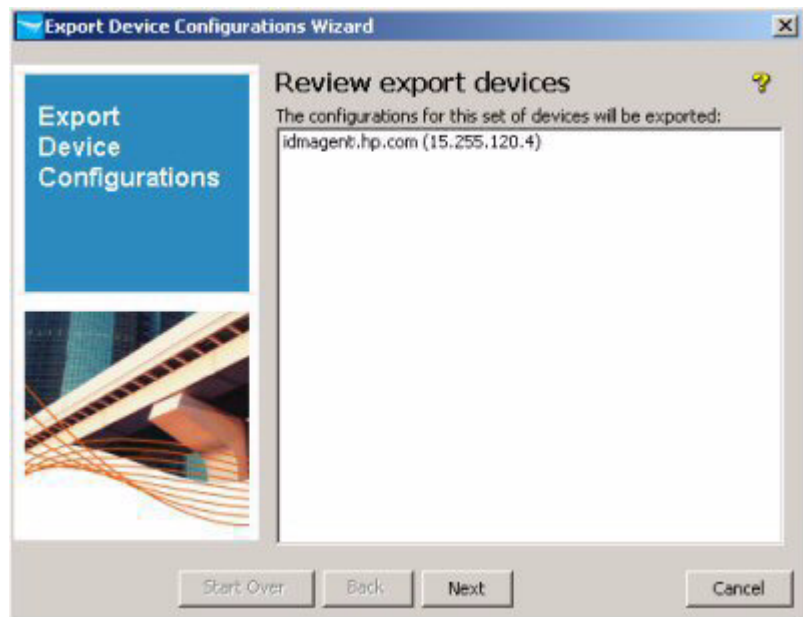 Export Device Configurations Wizard
Export
Device
Configurations
Review export devices
The configurations for this set of devices will be exported:
idmagent.hp.com (15.255.120.4)
Start Over
Back
Next
Cancel